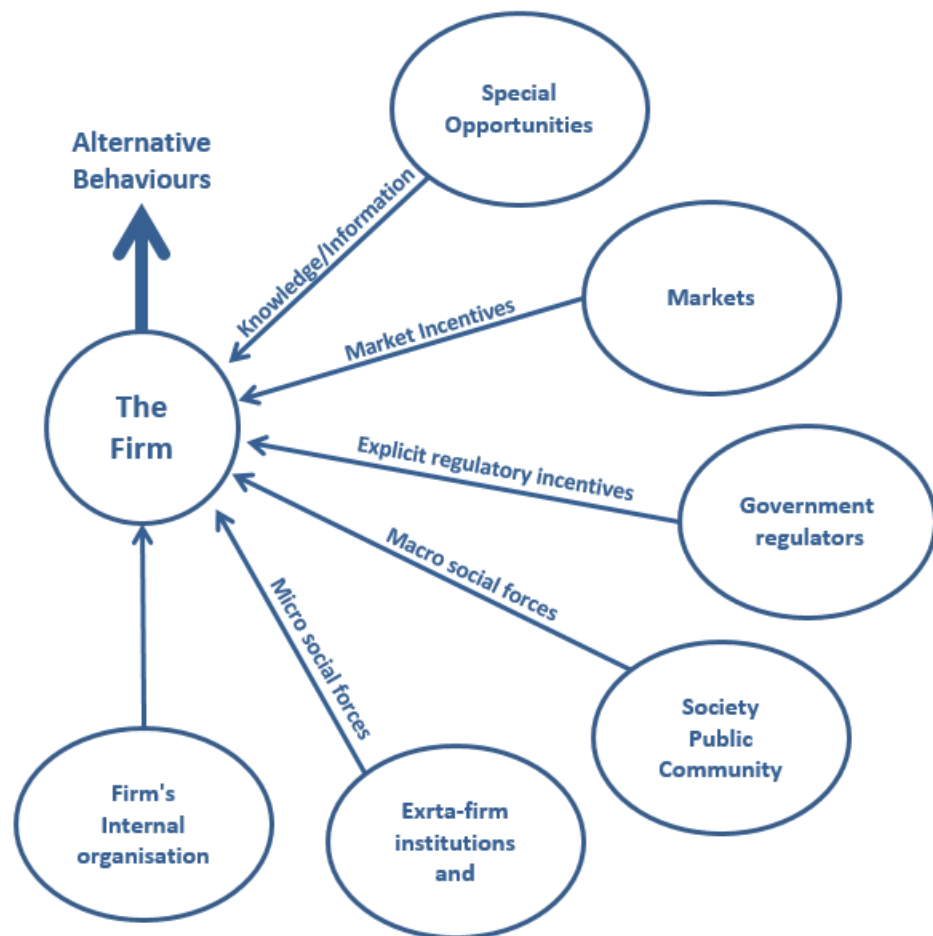 Special
Opportunities
Alternative
Behaviours
Knowledge/Information
Markets
Market Incentives
The
Firm
Explicit regulatory incentives
Government
regulators
Macro social forces
Micro social forces
Society
Public
Community
Firm's
Internal
organisation
Exrta-firm
institutions
and